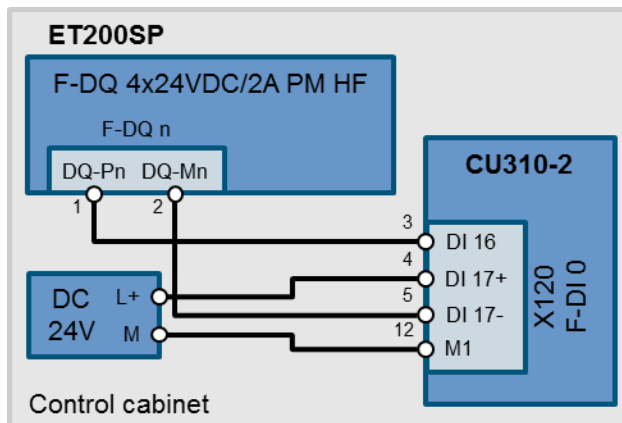 ET200SP
F-DQ 4x24VDC/2A PM HF
F-DQ n
DQ-Pn DQ-Mn
1 2
CU310-2
3
DI 16
4
DI 17+
5
DI 17-
12
M1
X120
F-DI 0
DC
24V
L+
M
Control cabinet